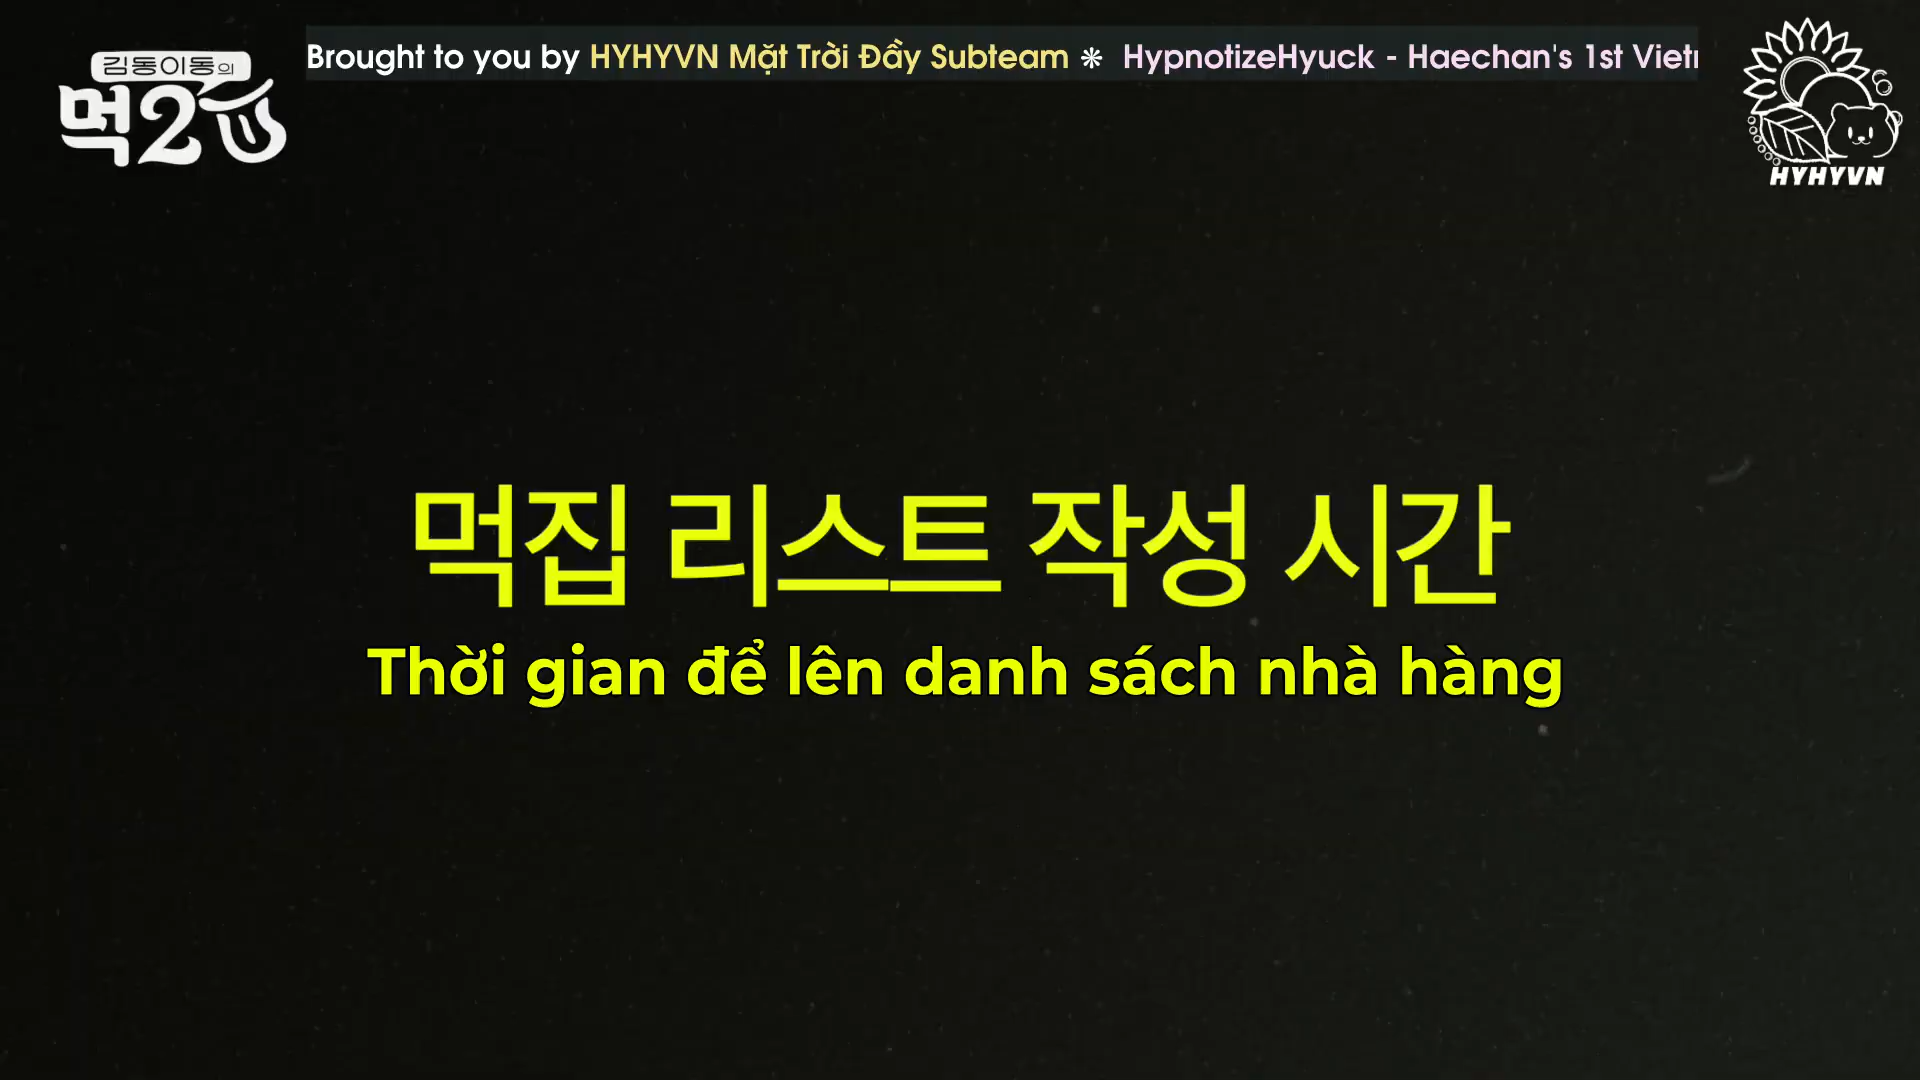 김동이동의
먹2
Brought to you by HYHYVN Mặt Trời Đầy Subteam ❋ HypnotizeHyuck - Haechan's 1st Viet
HYHYVN
먹집 리스트 작성 시간
Thời gian để lên danh sách nhà hàng